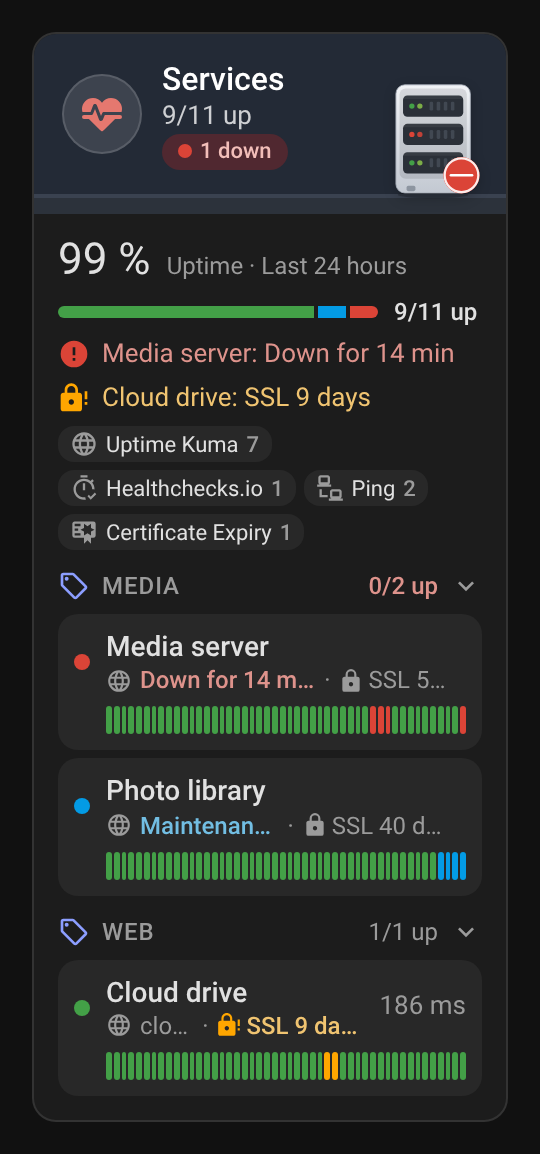 Services
9/11 up
1 down
99 % Uptime · Last 24 hours
9/11 up
Media server: Down for 14 min
Cloud drive: SSL 9 days
Uptime Kuma 7
Healthchecks.io 1 Ping 2
Certificate Expiry 1
MEDIA 0/2 up
Media server
Down for 14 m... · SSL 5...
Photo library
Maintenan... · SSL 40 d...
WEB 1/1 up
Cloud drive 186 ms
clo... · SSL 9 da...